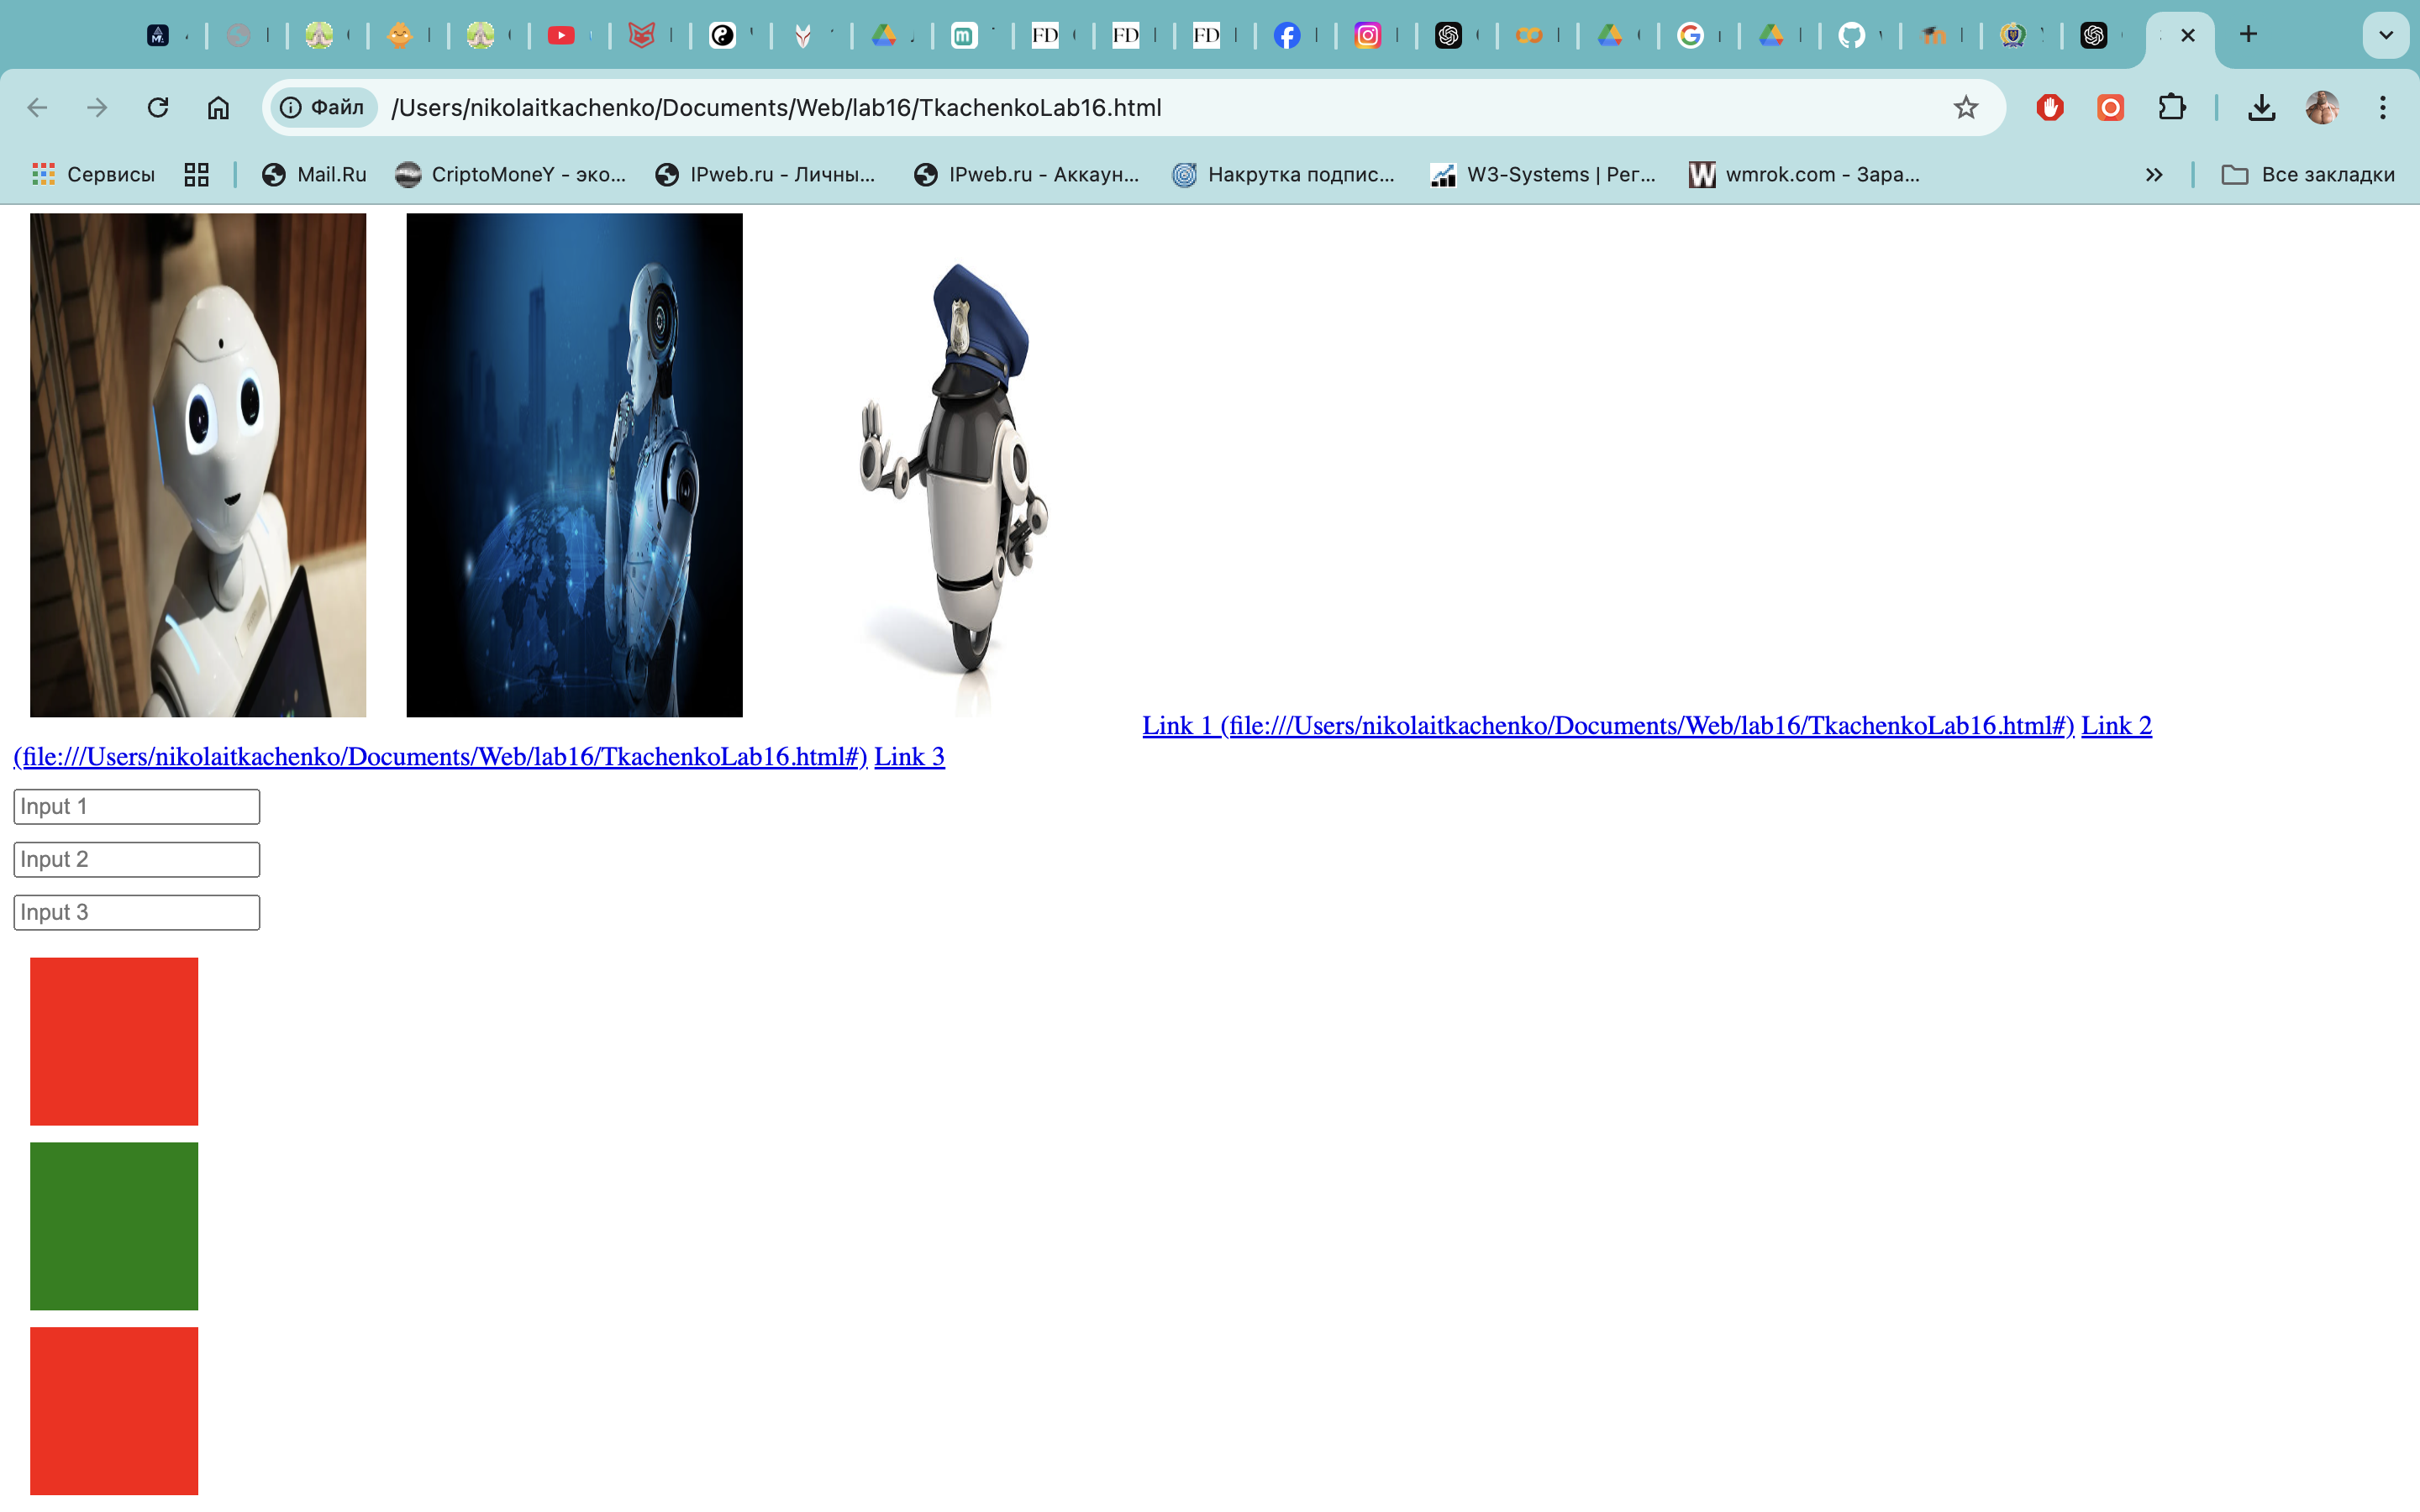 FD FD FD
Файл /Users/nikolaitkachenko/Documents/Web/lab16/TkachenkoLab16.html
Сервисы Mail.Ru CriptoMoneY - эко... IPweb.ru - Личны... IPweb.ru - Аккаун... Накрутка подпис... W3-Systems | Рег... wmrok.com - Зара... Все закладки
Link 1 (file:///Users/nikolaitkachenko/Documents/Web/lab16/TkachenkoLab16.html#) Link 2
(file:///Users/nikolaitkachenko/Documents/Web/lab16/TkachenkoLab16.html#) Link 3
Input 1
Input 2
Input 3